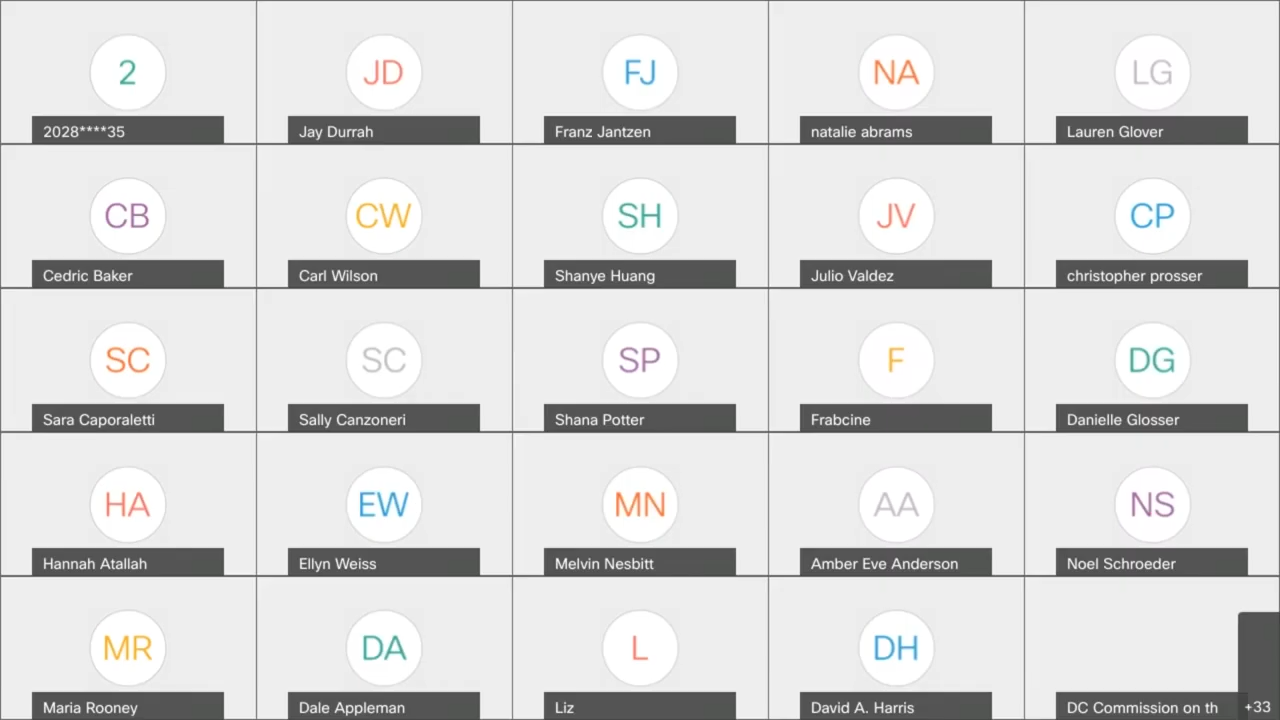 2 JD FJ NA LG
2028****35 Jay Durrah Franz Jantzen natalie abrams Lauren Glover
CB CW SH JV CP
Cedric Baker Carl Wilson Shanye Huang Julio Valdez christopher prosser
SC SC SP F DG
Sara Caporaletti Sally Canzoneri Shana Potter Frabcine Danielle Glosser
HA EW MN AA NS
Hannah Atallah Ellyn Weiss Melvin Nesbitt Amber Eve Anderson Noel Schroeder
MR DA L DH
Maria Rooney Dale Appleman Liz David A. Harris DC Commission on th +33